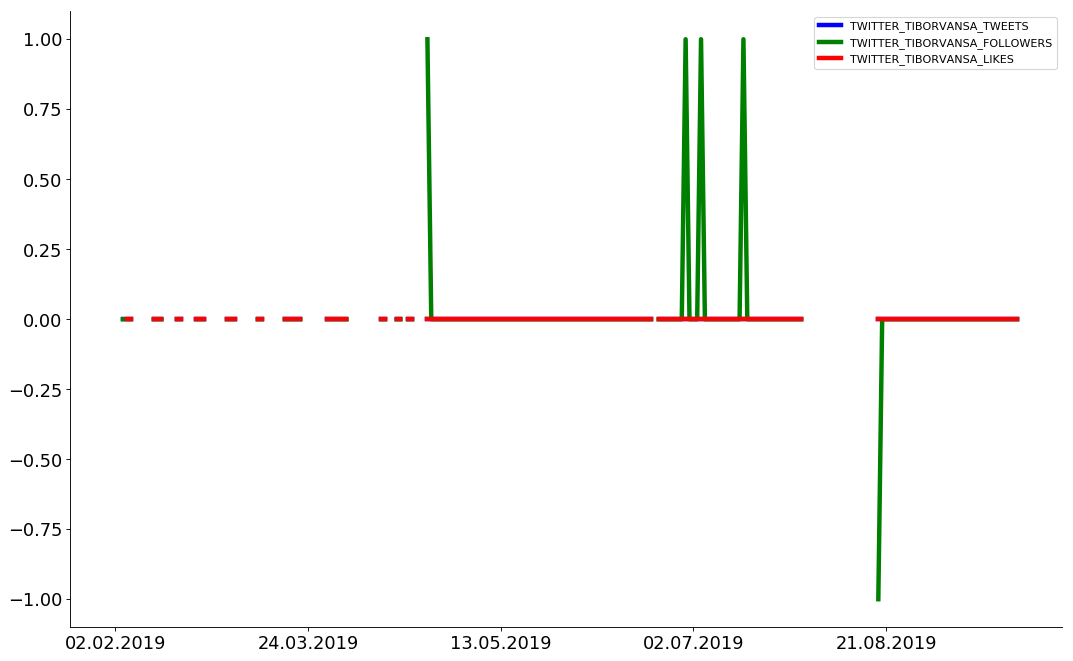 TWITTER_TIBORVANSA_TWEETS
TWITTER_TIBORVANSA_FOLLOWERS
TWITTER_TIBORVANSA_LIKES
1.00
0.75
0.50
0.25
0.00
−0.25
−0.50
−0.75
−1.00
02.02.2019 24.03.2019 13.05.2019 02.07.2019 21.08.2019